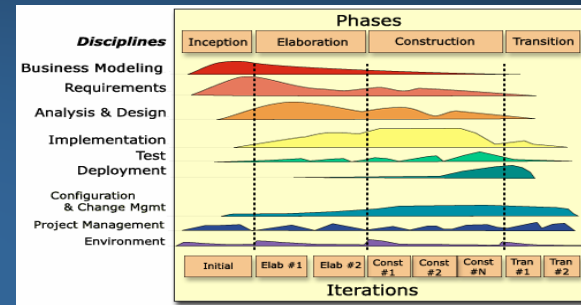 Phases
Disciplines
Inception
Elaboration
Construction
Transition
Business Modeling
Requirements
Analysis & Design
Implementation
Test
Deployment
Configuration
& Change Mgmt
Project Management
Environment
Initial
Elab #1
Elab #2
Const
#1
Const
#2
Const
#N
Tran
#1
Tran
#2
Iterations